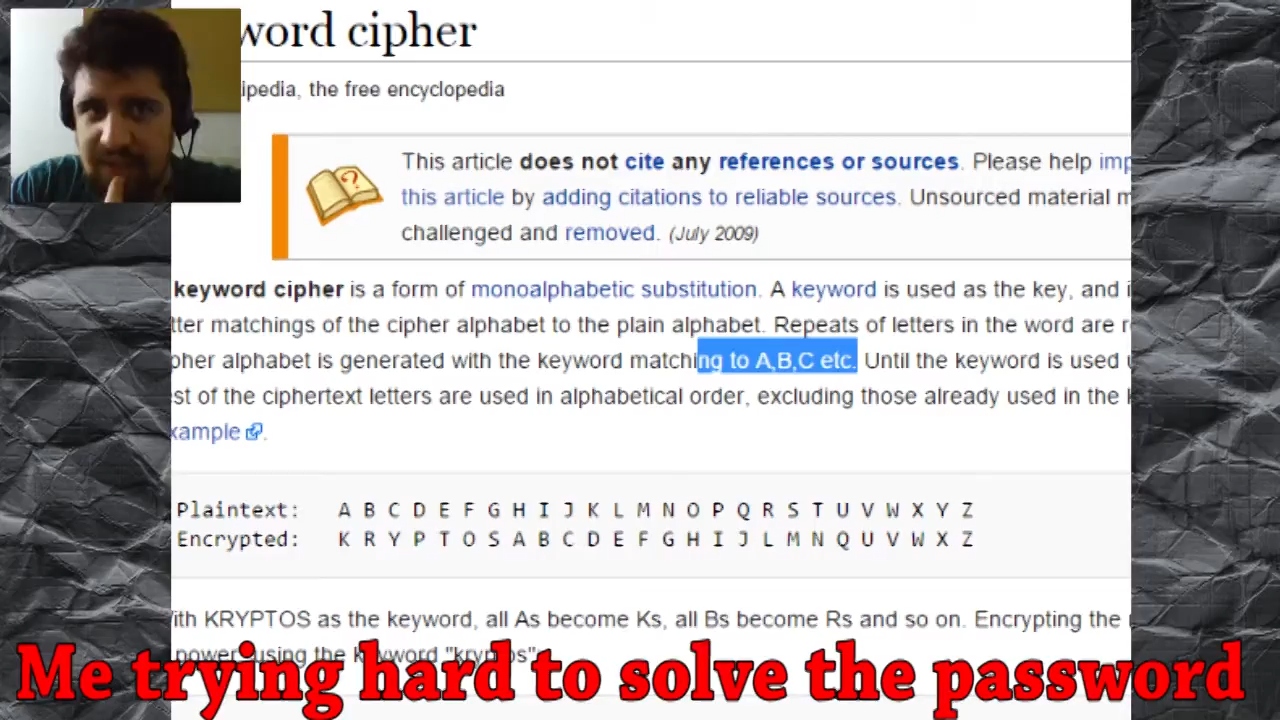 word cipher
ipedia, the free encyclopedia
This article does not cite any references or sources. Please help imp
this article by adding citations to reliable sources. Unsourced material m
challenged and removed. (July 2009)
keyword cipher is a form of monoalphabetic substitution. A keyword is used as the key, and i
tter matchings of the cipher alphabet to the plain alphabet. Repeats of letters in the word are r
pher alphabet is generated with the keyword matching to A,B,C etc. Until the keyword is used u
st of the ciphertext letters are used in alphabetical order, excluding those already used in the k
xample.
Plaintext: A B C D E F G H I J K L M N O P Q R S T U V W X Y Z
Encrypted: K R Y P T O S A B C D E F G H I J L M N Q U V W X Z
ith KRYPTOS as the keyword, all As become Ks, all Bs become Rs and so on. Encrypting the
power, using the keyword "kryptos"
Me trying hard to solve the password